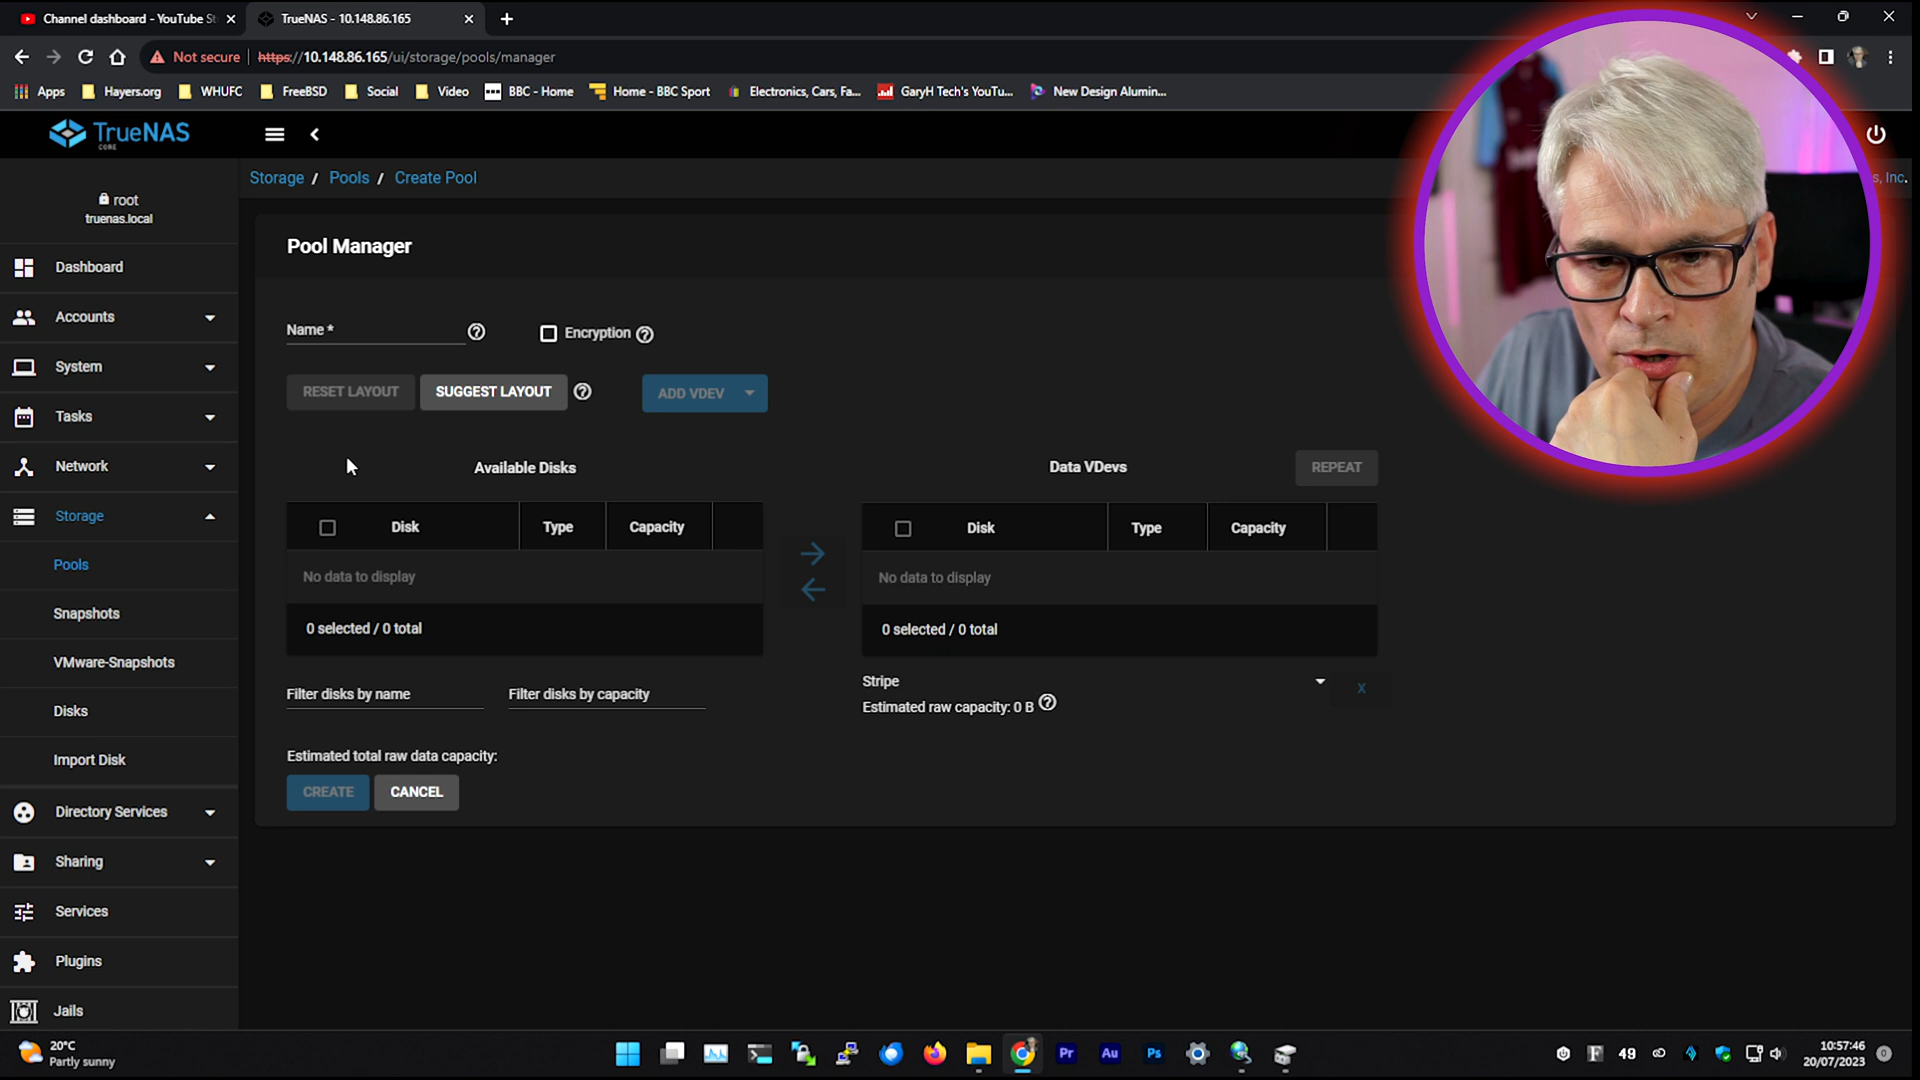 Channel dashboard - YouTube St
TrueNAS - 10.148.86.165
Not secure
https://10.148.86.165/ui/storage/pools/manager
Apps
Hayers.org
WHUFC
FreeBSD
Social
Video
BBC - Home
Home - BBC Sport
Electronics, Cars, Fa...
GaryH Tech's YouTu...
New Design Alumin...
TrueNAS
CORE
Storage / Pools / Create Pool
s, Inc.
root
truenas.local
Dashboard
Accounts
System
Tasks
Network
Storage
Pools
Snapshots
VMware-Snapshots
Disks
Import Disk
Directory Services
Sharing
Services
Plugins
Jails
Pool Manager
Name *
Encryption
RESET LAYOUT
SUGGEST LAYOUT
ADD VDEV
Available Disks
Disk Type Capacity
No data to display
0 selected / 0 total
Filter disks by name
Filter disks by capacity
Data VDevs
REPEAT
Disk Type Capacity
No data to display
0 selected / 0 total
Stripe
x
Estimated raw capacity: 0 B
Estimated total raw data capacity:
CREATE
CANCEL
20°C
Partly sunny
Pr
Au
Ps
F
49
10:57:46
20/07/2023
0